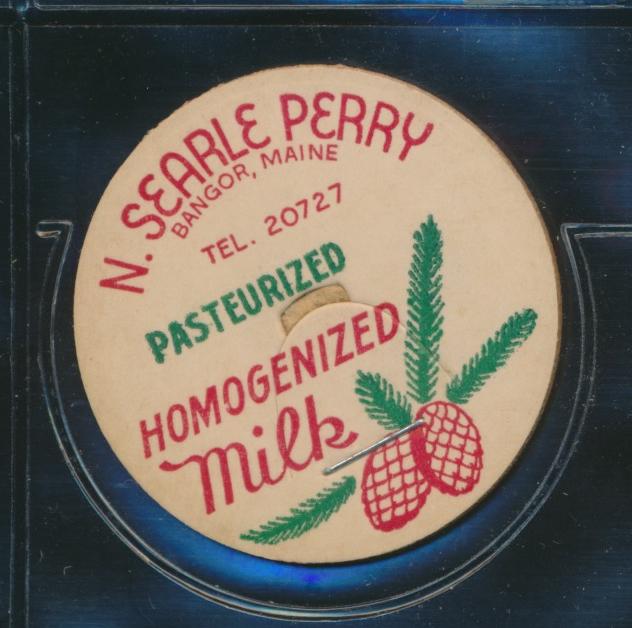 N. SEARLE PERRY
BANGOR, MAINE
TEL. 20727
PASTEURIZED
HOMOGENIZED
Milk